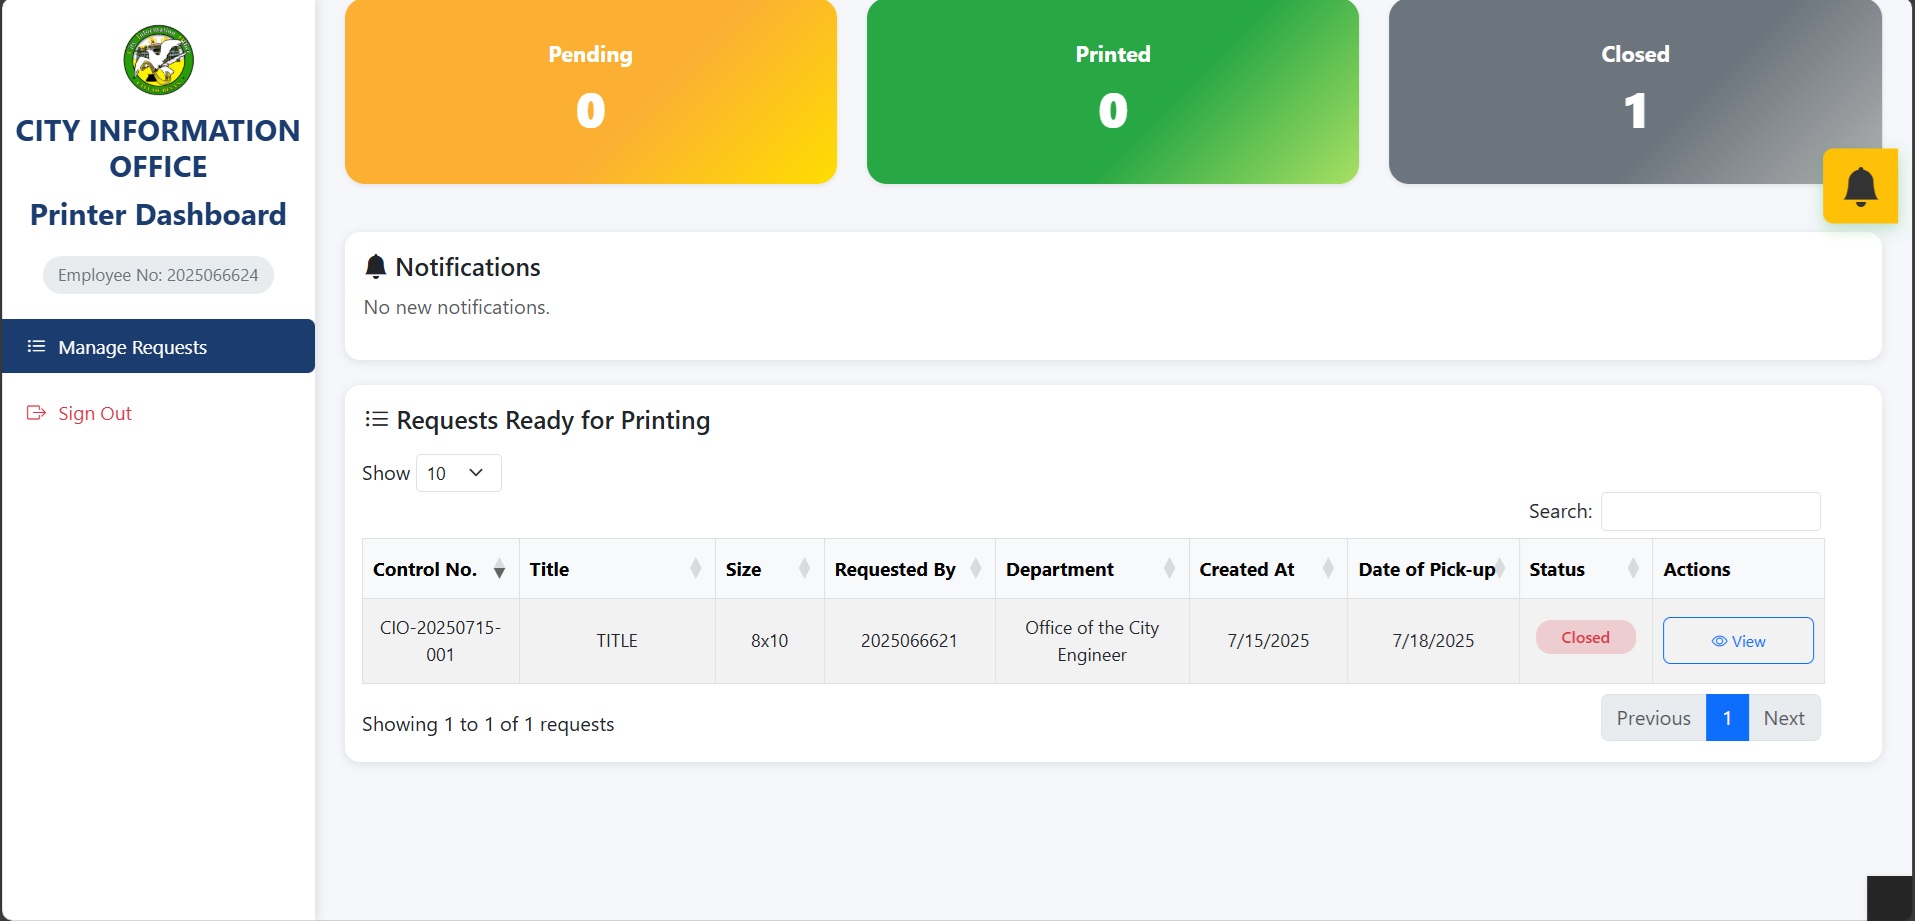 CITY INFORMATION
OFFICE
Printer Dashboard
Employee No: 2025066624
Manage Requests
Sign Out
Pending
0
Printed
0
Closed
1
Notifications
No new notifications.
Requests Ready for Printing
Show 10
Search:
Control No. Title Size Requested By Department Created At Date of Pick-up Status Actions
CIO-20250715-
001
TITLE
8x10
2025066621
Office of the City
Engineer
7/15/2025
7/18/2025
Closed
View
Showing 1 to 1 of 1 requests
Previous 1 Next